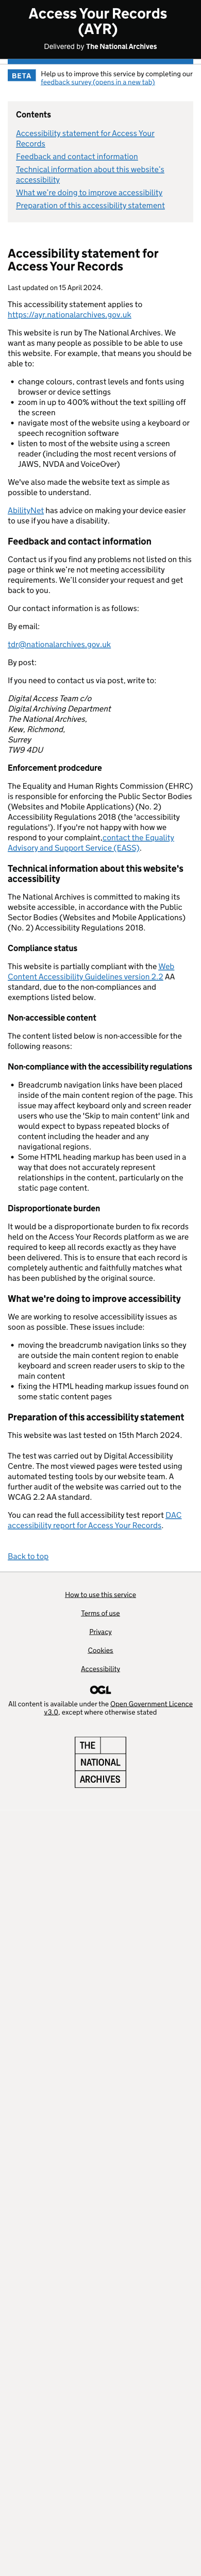 Access Your Records
(AYR)
Delivered by The National Archives
BETA
Help us to improve this service by completing our
feedback survey (opens in a new tab)
Contents
Accessibility statement for Access Your
Records
Feedback and contact information
Technical information about this website's
accessibility
What we're doing to improve accessibility
Preparation of this accessibility statement
Accessibility statement for
Access Your Records
Last updated on 15 April 2024.
This accessibility statement applies to
https://ayr.nationalarchives.gov.uk
This website is run by The National Archives. We
want as many people as possible to be able to use
this website. For example, that means you should be
able to:
• change colours, contrast levels and fonts using
browser or device settings
• zoom in up to 400% without the text spilling off
the screen
• navigate most of the website using a keyboard or
speech recognition software
• listen to most of the website using a screen
reader (including the most recent versions of
JAWS, NVDA and VoiceOver)
We've also made the website text as simple as
possible to understand.
AbilityNet has advice on making your device easier
to use if you have a disability.
Feedback and contact information
Contact us if you find any problems not listed on this
page or think we're not meeting accessibility
requirements. We'll consider your request and get
back to you.
Our contact information is as follows:
By email:
tdr@nationalarchives.gov.uk
By post:
If you need to contact us via post, write to:
Digital Access Team c/o
Digital Archiving Department
The National Archives,
Kew, Richmond,
Surrey
TW9 4DU
Enforcement prodcedure
The Equality and Human Rights Commission (EHRC)
is responsible for enforcing the Public Sector Bodies
(Websites and Mobile Applications) (No. 2)
Accessibility Regulations 2018 (the 'accessibility
regulations'). If you're not happy with how we
respond to your complaint,contact the Equality
Advisory and Support Service (EASS).
Technical information about this website's
accessibility
The National Archives is committed to making its
website accessible, in accordance with the Public
Sector Bodies (Websites and Mobile Applications)
(No. 2) Accessibility Regulations 2018.
Compliance status
This website is partially compliant with the Web
Content Accessibility Guidelines version 2.2 AA
standard, due to the non-compliances and
exemptions listed below.
Non-accessible content
The content listed below is non-accessible for the
following reasons:
Non-compliance with the accessibility regulations
• Breadcrumb navigation links have been placed
inside of the main content region of the page. This
issue may affect keyboard only and screen reader
users who use the 'Skip to main content' link and
would expect to bypass repeated blocks of
content including the header and any
navigational regions.
• Some HTML heading markup has been used in a
way that does not accurately represent
relationships in the content, particularly on the
static page content.
Disproportionate burden
It would be a disproportionate burden to fix records
held on the Access Your Records platform as we are
required to keep all records exactly as they have
been delivered. This is to ensure that each record is
completely authentic and faithfully matches what
has been published by the original source.
What we're doing to improve accessibility
We are working to resolve accessibility issues as
soon as possible. These issues include:
• moving the breadcrumb navigation links so they
are outside the main content region to enable
keyboard and screen reader users to skip to the
main content
• fixing the HTML heading markup issues found on
some static content pages
Preparation of this accessibility statement
This website was last tested on 15th March 2024.
The test was carried out by Digital Accessibility
Centre. The most viewed pages were tested using
automated tools by our website team. A
further audit of the website was carried out to the
WCAG 2.2 AA standard.
You can read the full accessibility test report DAC
accessibility report for Access Your Records.
Back to top
How to use this service
Terms of use
Privacy
Cookies
Accessibility
OGL
All content is available under the Open Government Licence
v3.0, except where otherwise stated
THE
NATIONAL
ARCHIVES